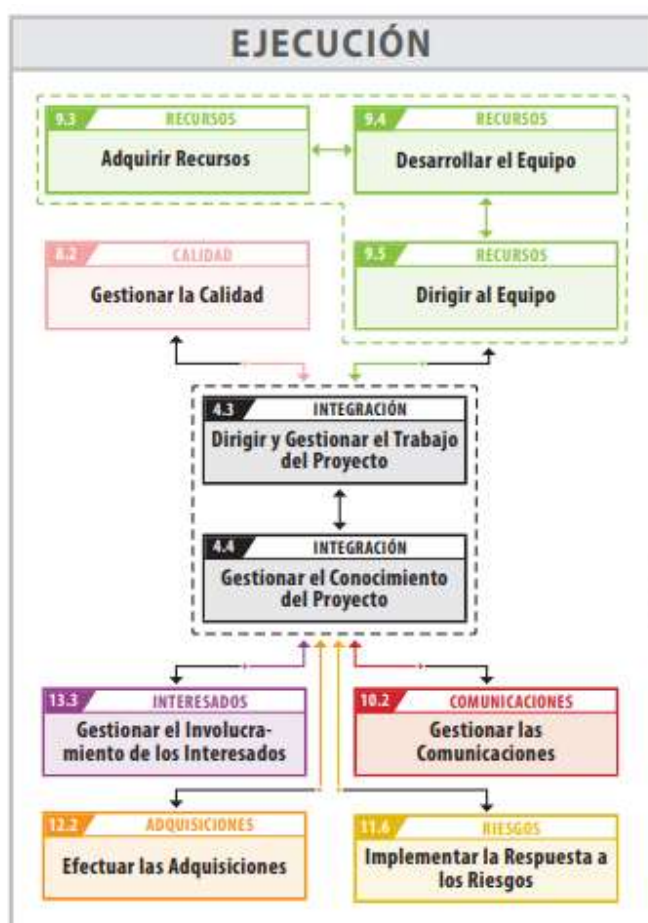 EJECUCIÓN
9.3 RECURSOS
Adquirir Recursos
9.4 RECURSOS
Desarrollar el Equipo
8.2 CALIDAD
Gestionar la Calidad
9.5 RECURSOS
Dirigir al Equipo
4.3 INTEGRACIÓN
Dirigir y Gestionar el Trabajo
del Proyecto
4.4 INTEGRACIÓN
Gestionar el Conocimiento
del Proyecto
13.3 INTERESADOS
Gestionar el Involucra-
miento de los Interesados
10.2 COMUNICACIONES
Gestionar las
Comunicaciones
12.2 ADQUISICIONES
Efectuar las Adquisiciones
11.6 RIESGOS
Implementar la Respuesta a
los Riesgos